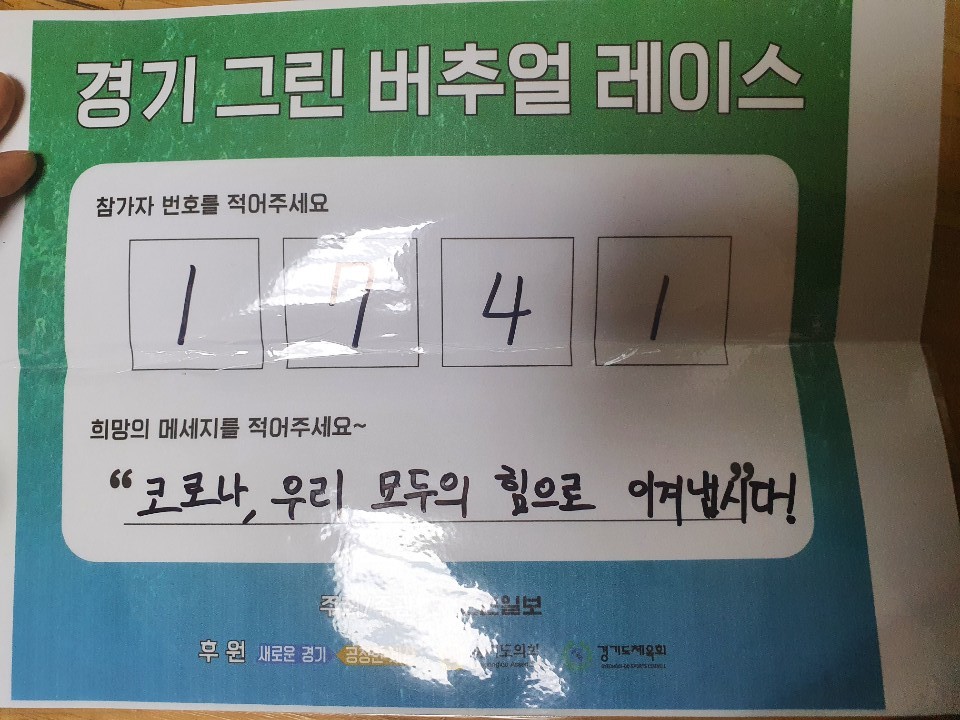 경기 그린 버추얼 레이스
참가자 번호를 적어주세요
1 7 4 1
희망의 메세지를 적어주세요~
“코로나, 우리 모두의 힘으로 이겨냅시다!”
후원 새로운 경기 경기도체육회